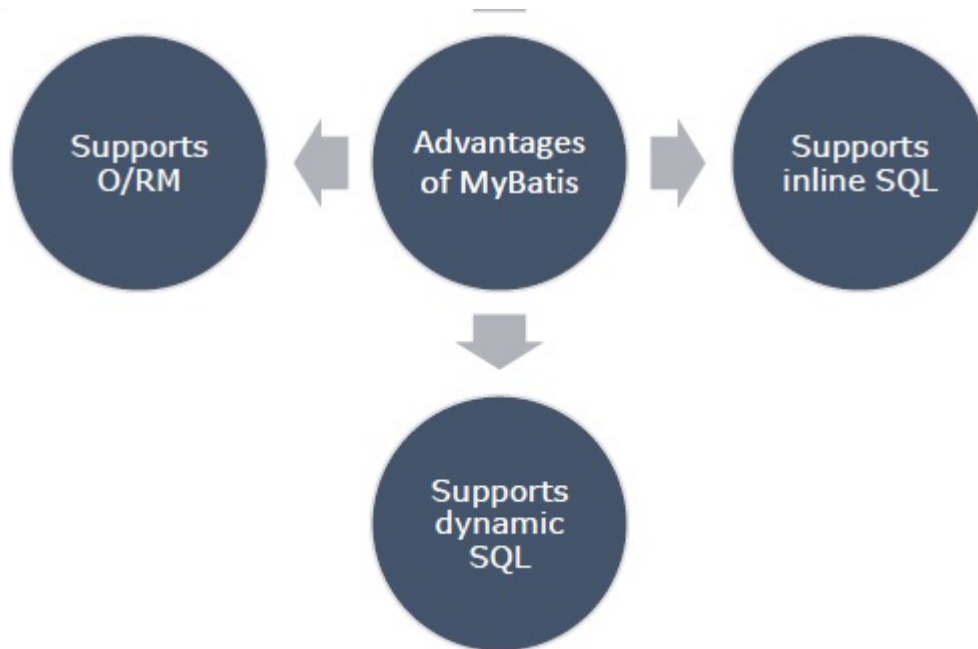 Supports
O/RM
Advantages
of MyBatis
Supports
inline SQL
Supports
dynamic
SQL